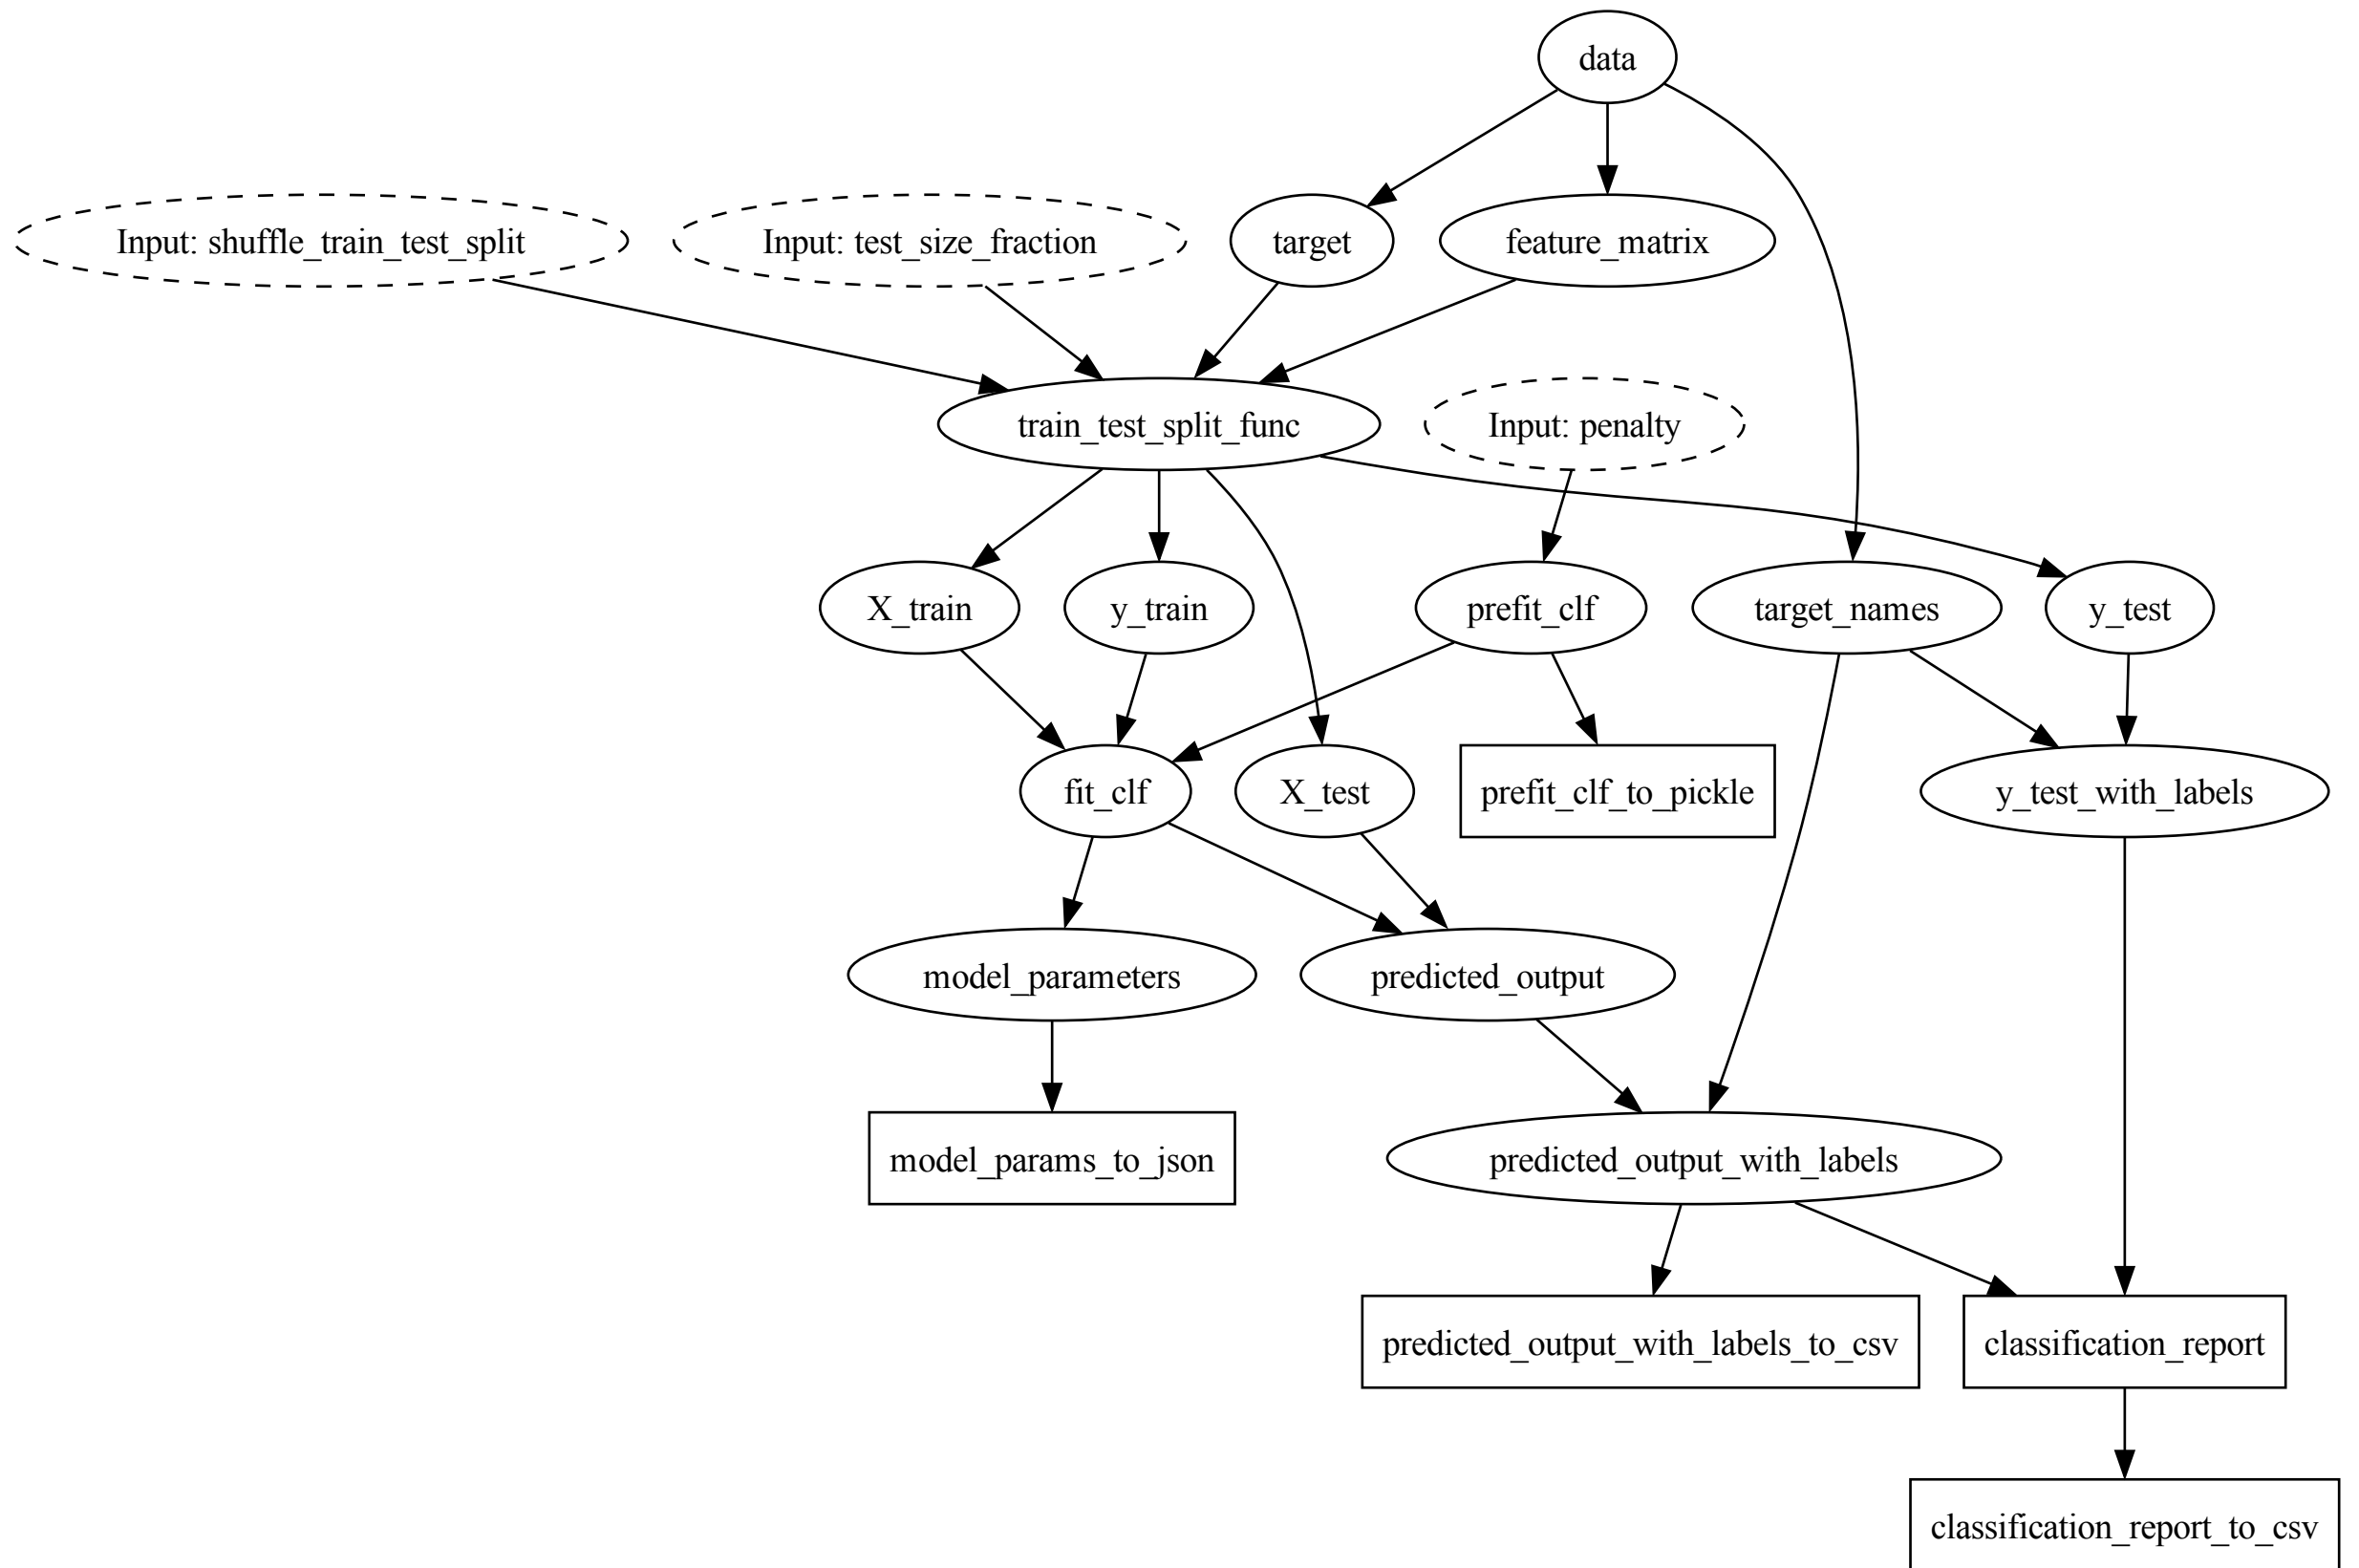 data
Input: shuffle_train_test_split
Input: test_size_fraction
target
feature_matrix
train_test_split_func
Input: penalty
X_train
y_train
prefit_clf
target_names
y_test
fit_clf
X_test
prefit_clf_to_pickle
y_test_with_labels
model_parameters
predicted_output
model_params_to_json
predicted_output_with_labels
predicted_output_with_labels_to_csv
classification_report
classification_report_to_csv